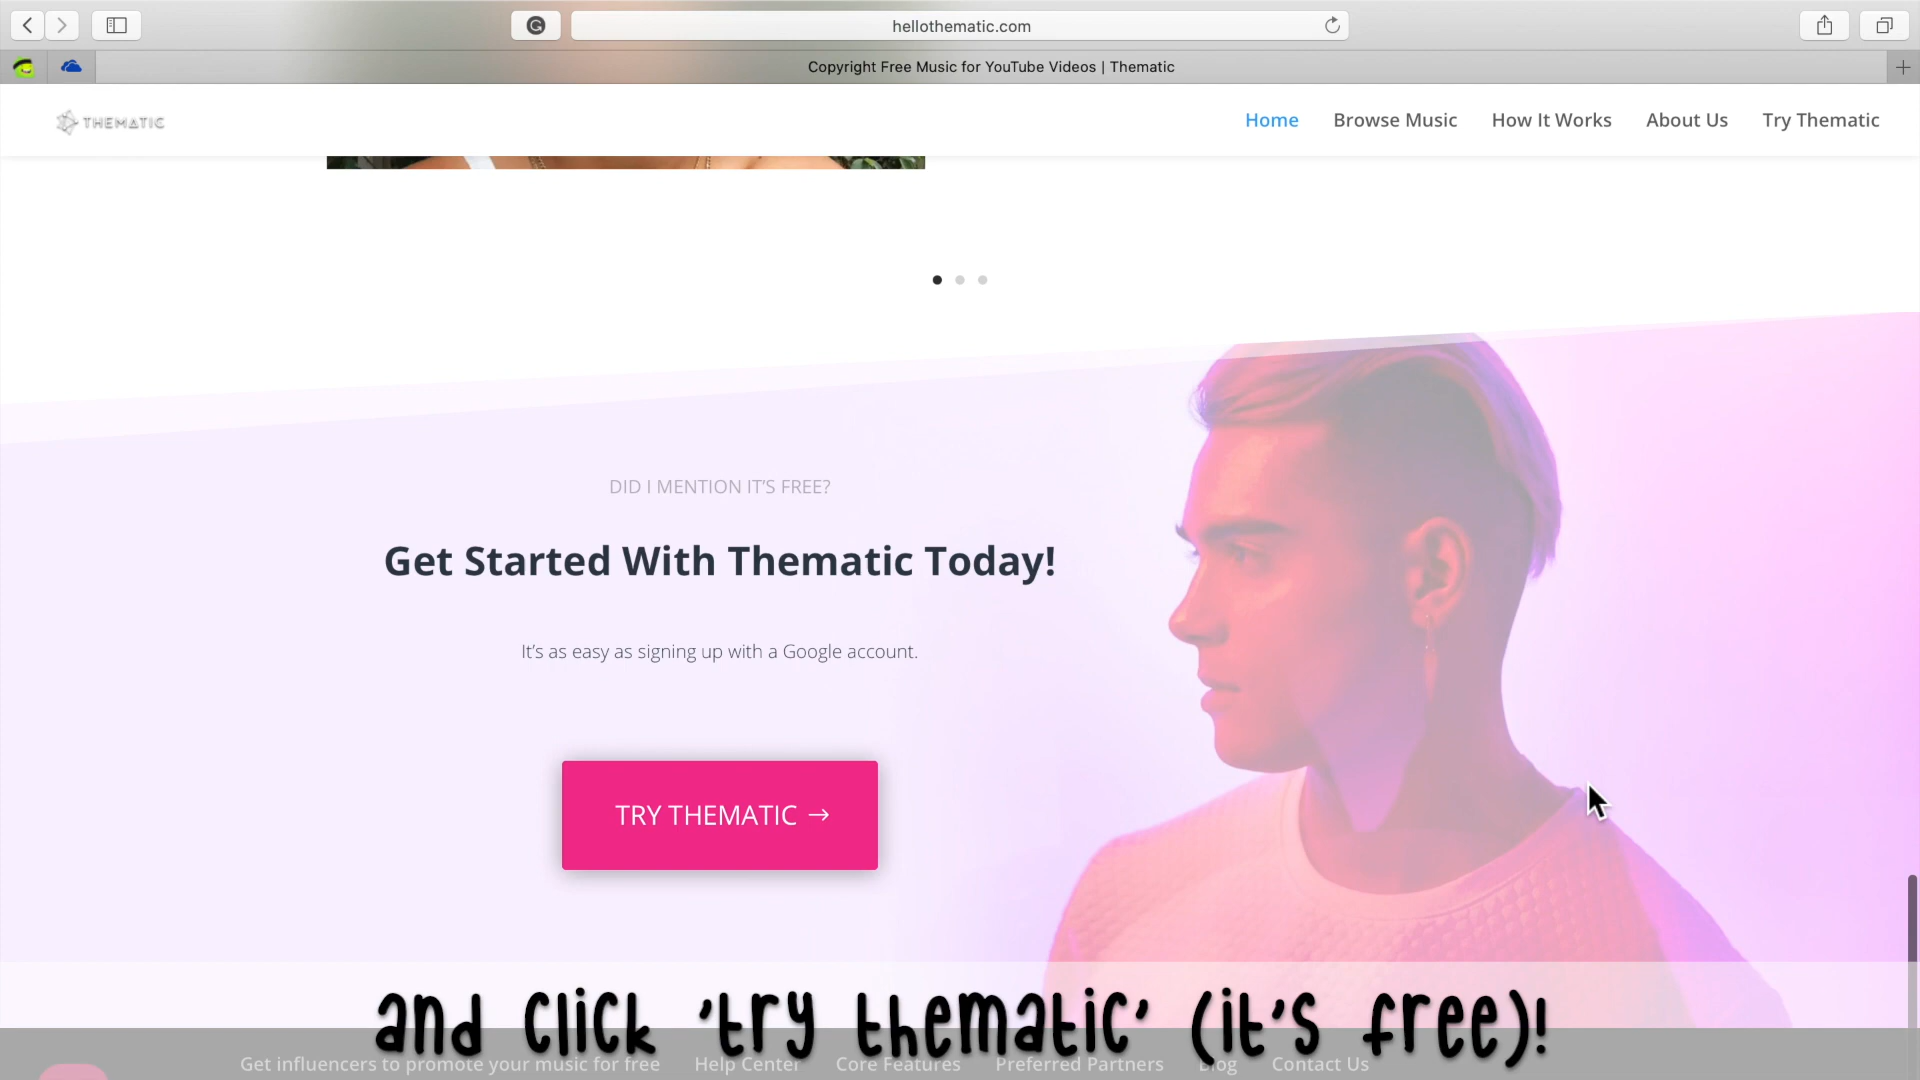 hellothematic.com
Copyright Free Music for YouTube Videos | Thematic
THEMATIC
Home Browse Music How It Works About Us Try Thematic
DID I MENTION IT'S FREE?
Get Started With Thematic Today!
It's as easy as signing up with a Google account.
TRY THEMATIC →
and click 'try thematic' (it's free)!
Get influencers to promote your music for free Help Center Core Features Preferred Partners Blog Contact Us